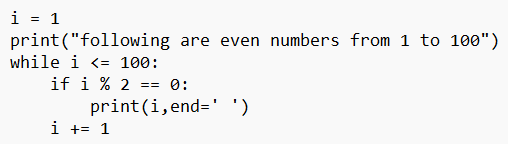 i = 1
print("following are even numbers from 1 to 100")
while i <= 100:
    if i % 2 == 0:
        print(i,end=' ')
    i += 1